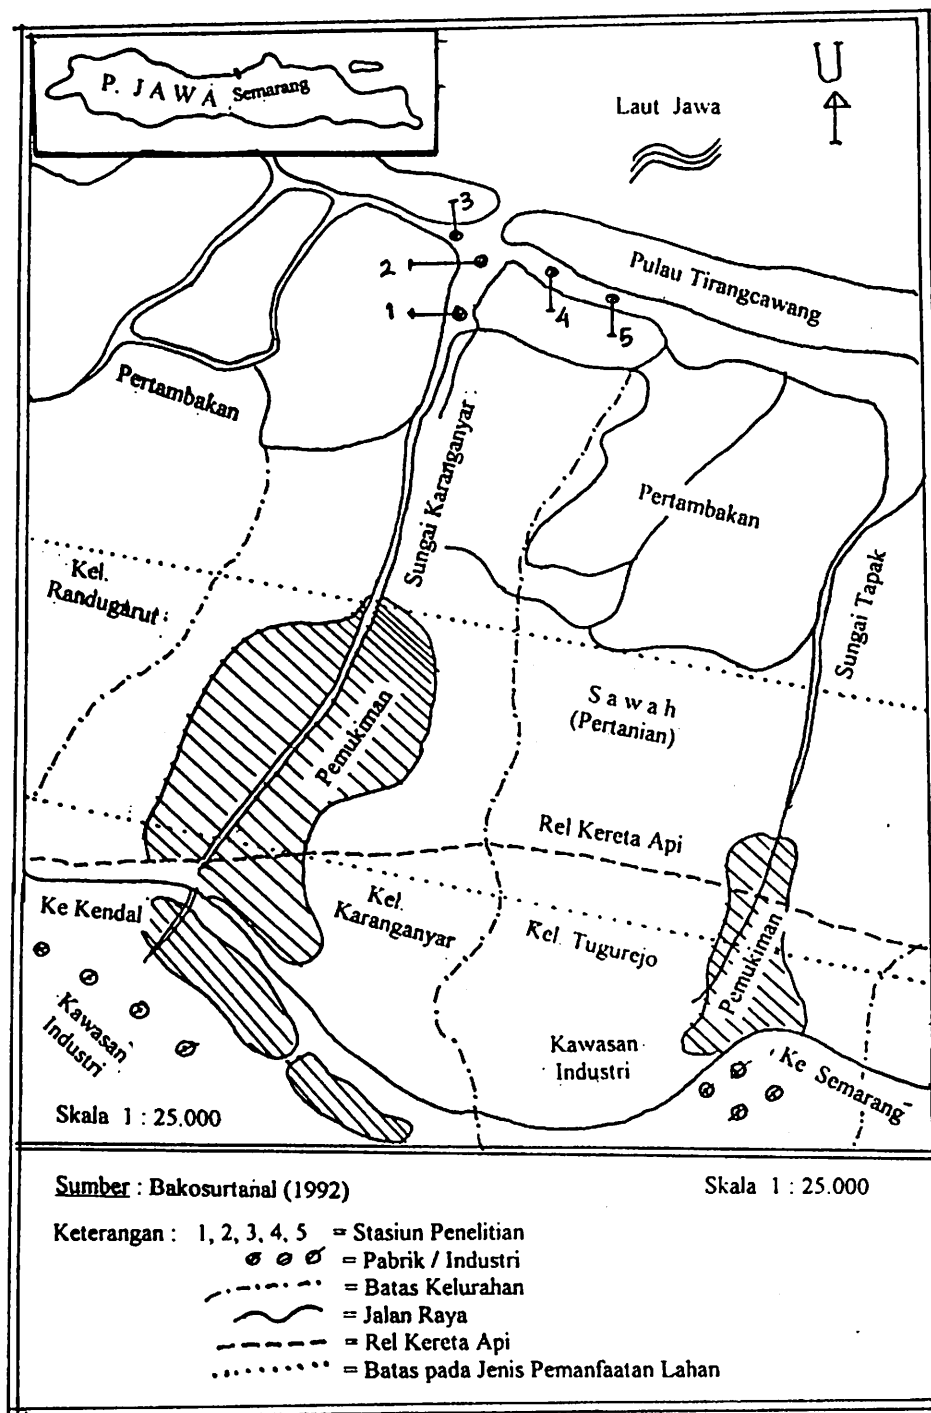 P. JAWA Semarang
U
Laut Jawa
3
2
1
4
5
Pulau Tirangcawang
Pertambakan
Sungai Karanganyar
Pertambakan
Sungai Tapak
Kel.
Randugarut
Sawah
(Pertanian)
Pemukiman
Rel Kereta Api
Ke Kendal
Kel.
Karanganyar
Kel. Tugurejo
Pemukiman
Kawasan
Industri
Kawasan
Industri
Ke Semarang
Skala 1 : 25.000
Sumber : Bakosurtanal (1992)
Skala 1 : 25.000
Keterangan : 1, 2, 3, 4, 5 = Stasiun Penelitian
= Pabrik / Industri
= Batas Kelurahan
= Jalan Raya
= Rel Kereta Api
= Batas pada Jenis Pemanfaatan Lahan